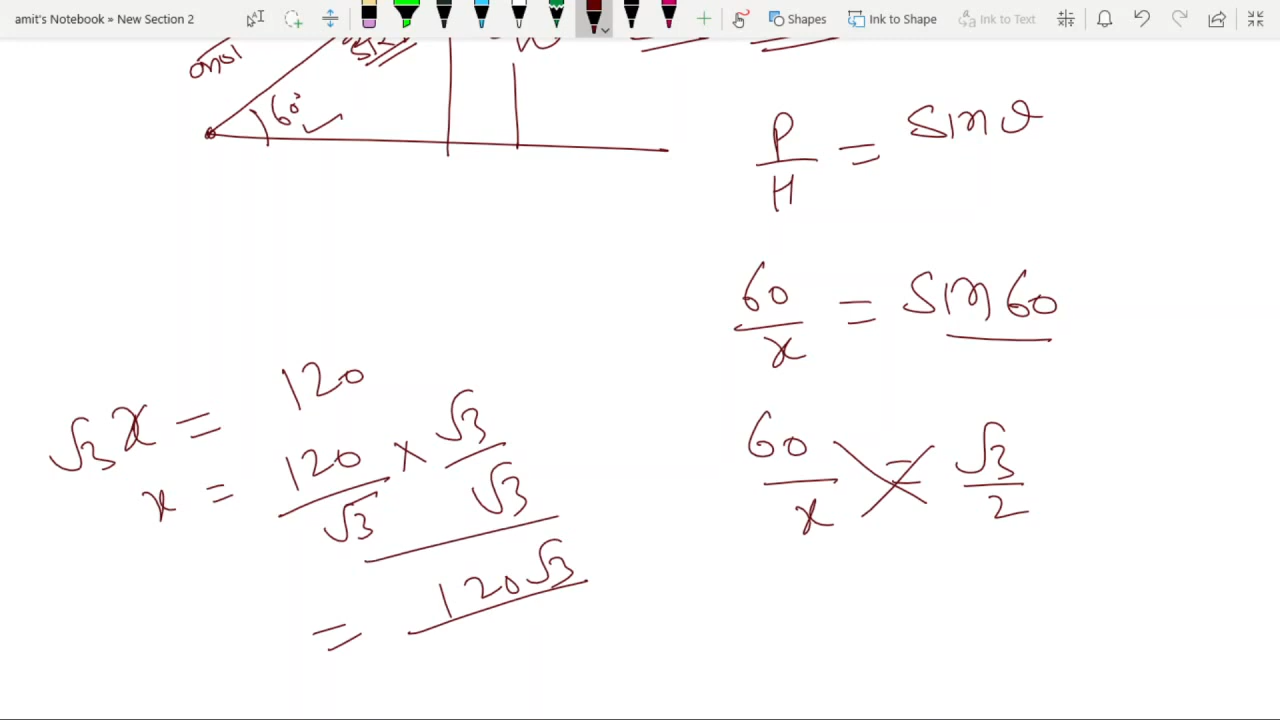 amit's Notebook » New Section 2
Shapes
Ink to Shape
Ink to Text
60°
P/H = Sinθ
60/x = Sin 60
60/x = √3/2
√3x = 120
x = 120/√3 × √3/√3
= 120√3